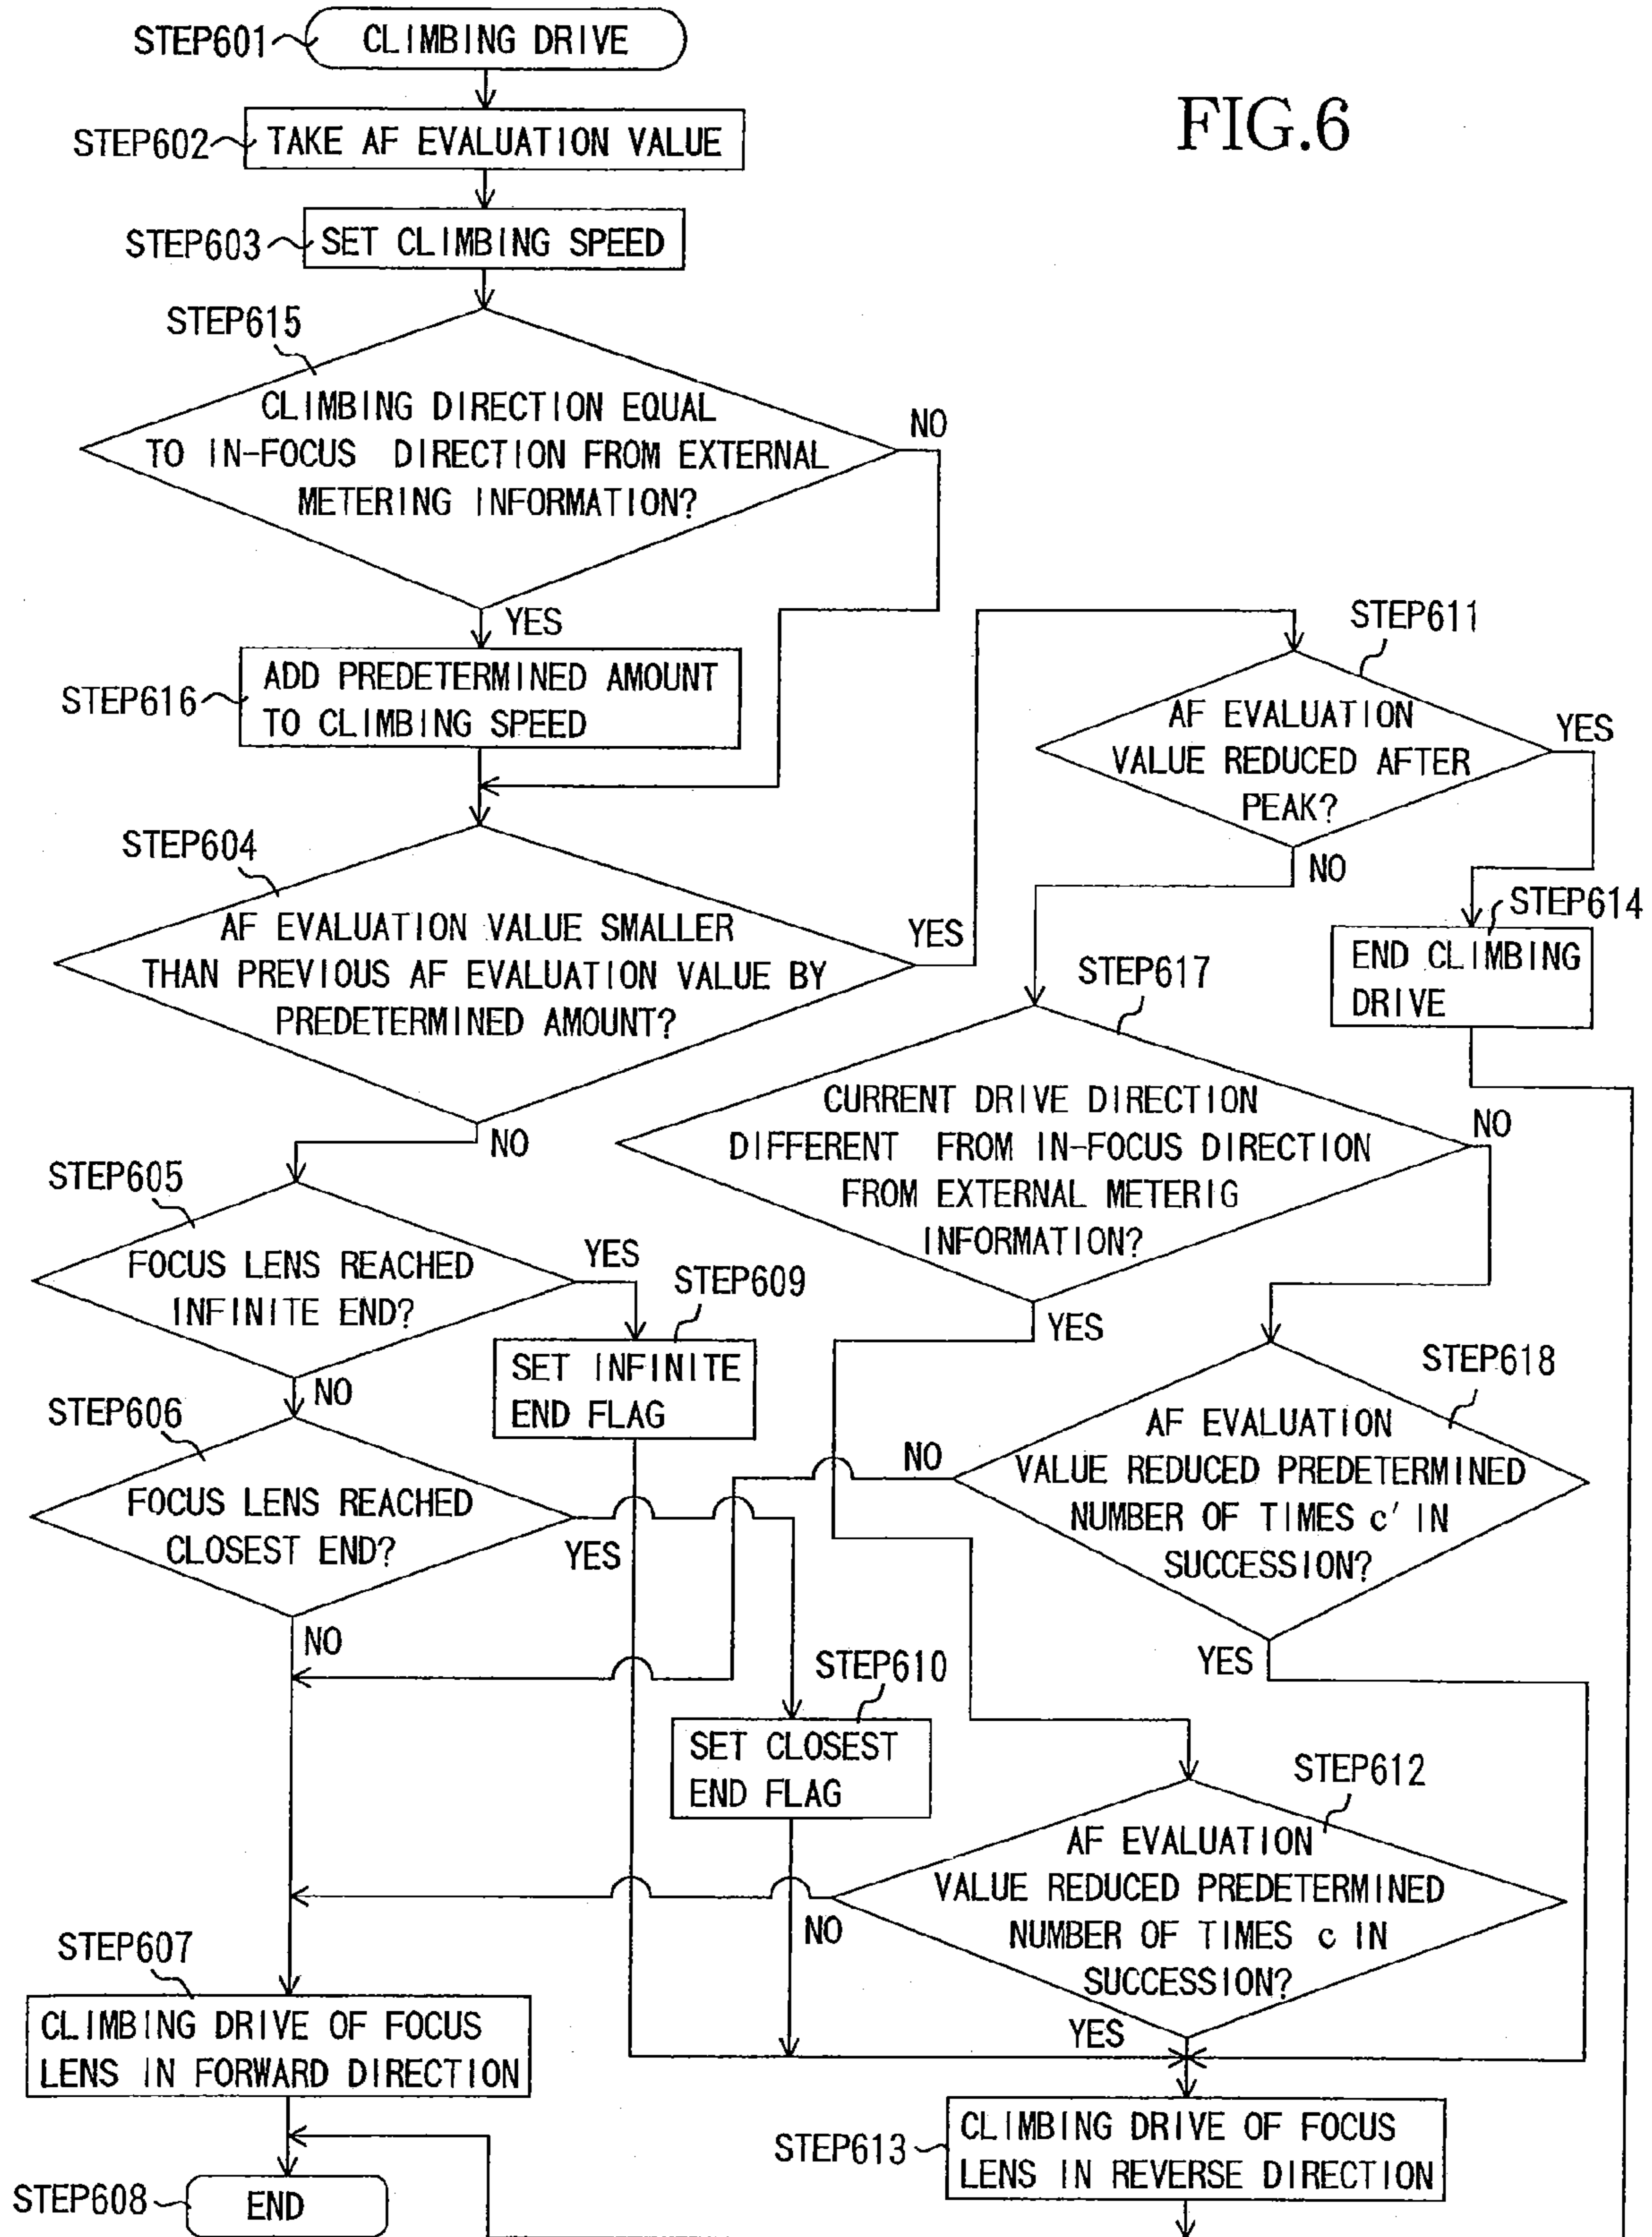 FIG.6
STEP601
CLIMBING DRIVE
STEP602
TAKE AF EVALUATION VALUE
STEP603
SET CLIMBING SPEED
STEP615
CLIMBING DIRECTION EQUAL
TO IN-FOCUS DIRECTION FROM EXTERNAL
METERING INFORMATION?
NO
YES
STEP616
ADD PREDETERMINED AMOUNT
TO CLIMBING SPEED
STEP604
AF EVALUATION VALUE SMALLER
THAN PREVIOUS AF EVALUATION VALUE BY
PREDETERMINED AMOUNT?
YES
NO
STEP611
AF EVALUATION
VALUE REDUCED AFTER
PEAK?
YES
NO
STEP614
END CLIMBING
DRIVE
STEP617
CURRENT DRIVE DIRECTION
DIFFERENT FROM IN-FOCUS DIRECTION
FROM EXTERNAL METERIG
INFORMATION?
NO
YES
STEP605
FOCUS LENS REACHED
INFINITE END?
YES
NO
STEP609
SET INFINITE
END FLAG
STEP606
FOCUS LENS REACHED
CLOSEST END?
YES
NO
STEP618
AF EVALUATION
VALUE REDUCED PREDETERMINED
NUMBER OF TIMES c' IN
SUCCESSION?
NO
YES
STEP610
SET CLOSEST
END FLAG
STEP612
AF EVALUATION
VALUE REDUCED PREDETERMINED
NUMBER OF TIMES c IN
SUCCESSION?
NO
YES
STEP607
CLIMBING DRIVE OF FOCUS
LENS IN FORWARD DIRECTION
STEP613
CLIMBING DRIVE OF FOCUS
LENS IN REVERSE DIRECTION
STEP608
END